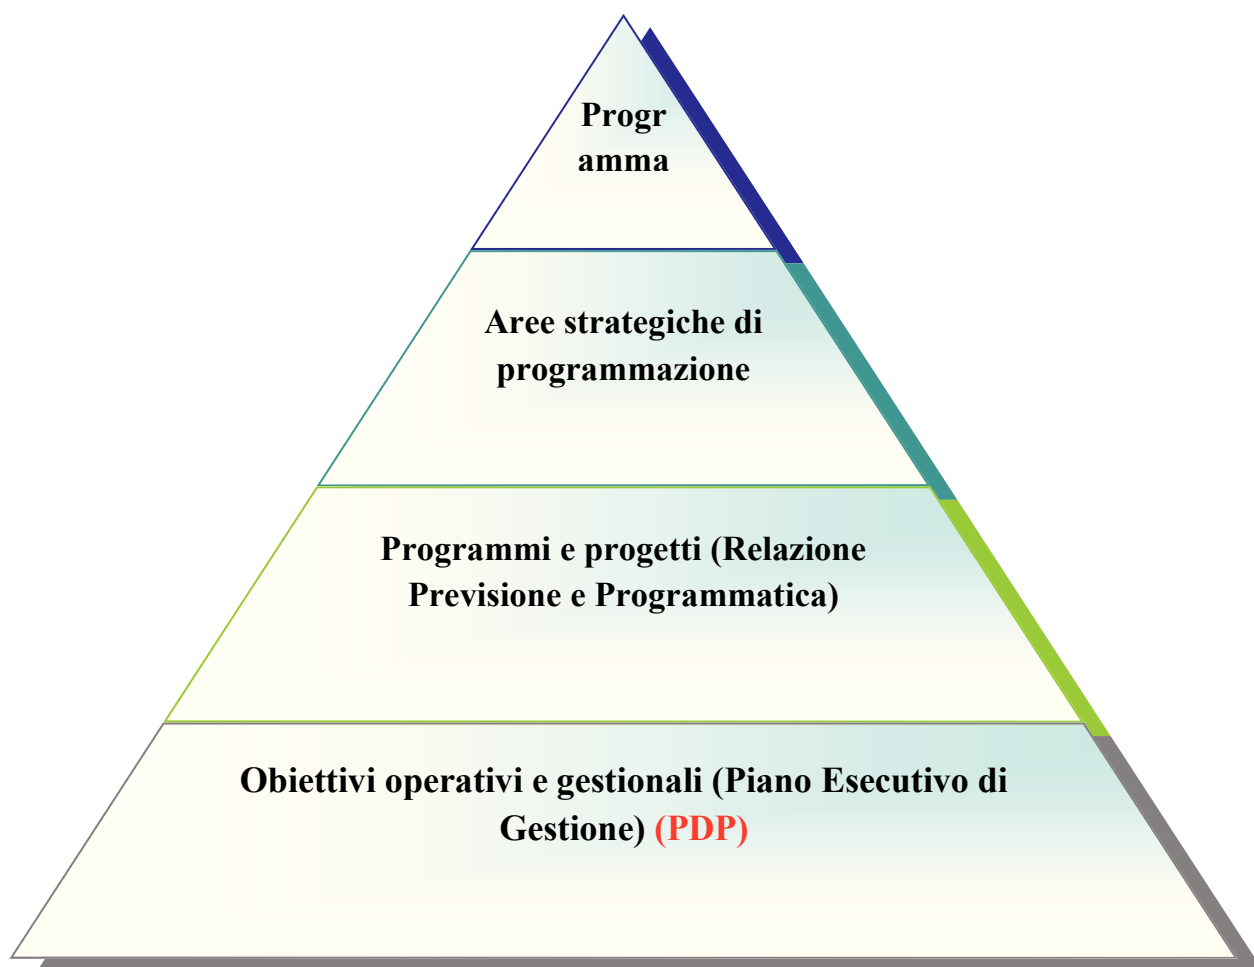 Progr
amma
Aree strategiche di
programmazione
Programmi e progetti (Relazione
Previsione e Programmatica)
Obiettivi operativi e gestionali (Piano Esecutivo di
Gestione) (PDP)